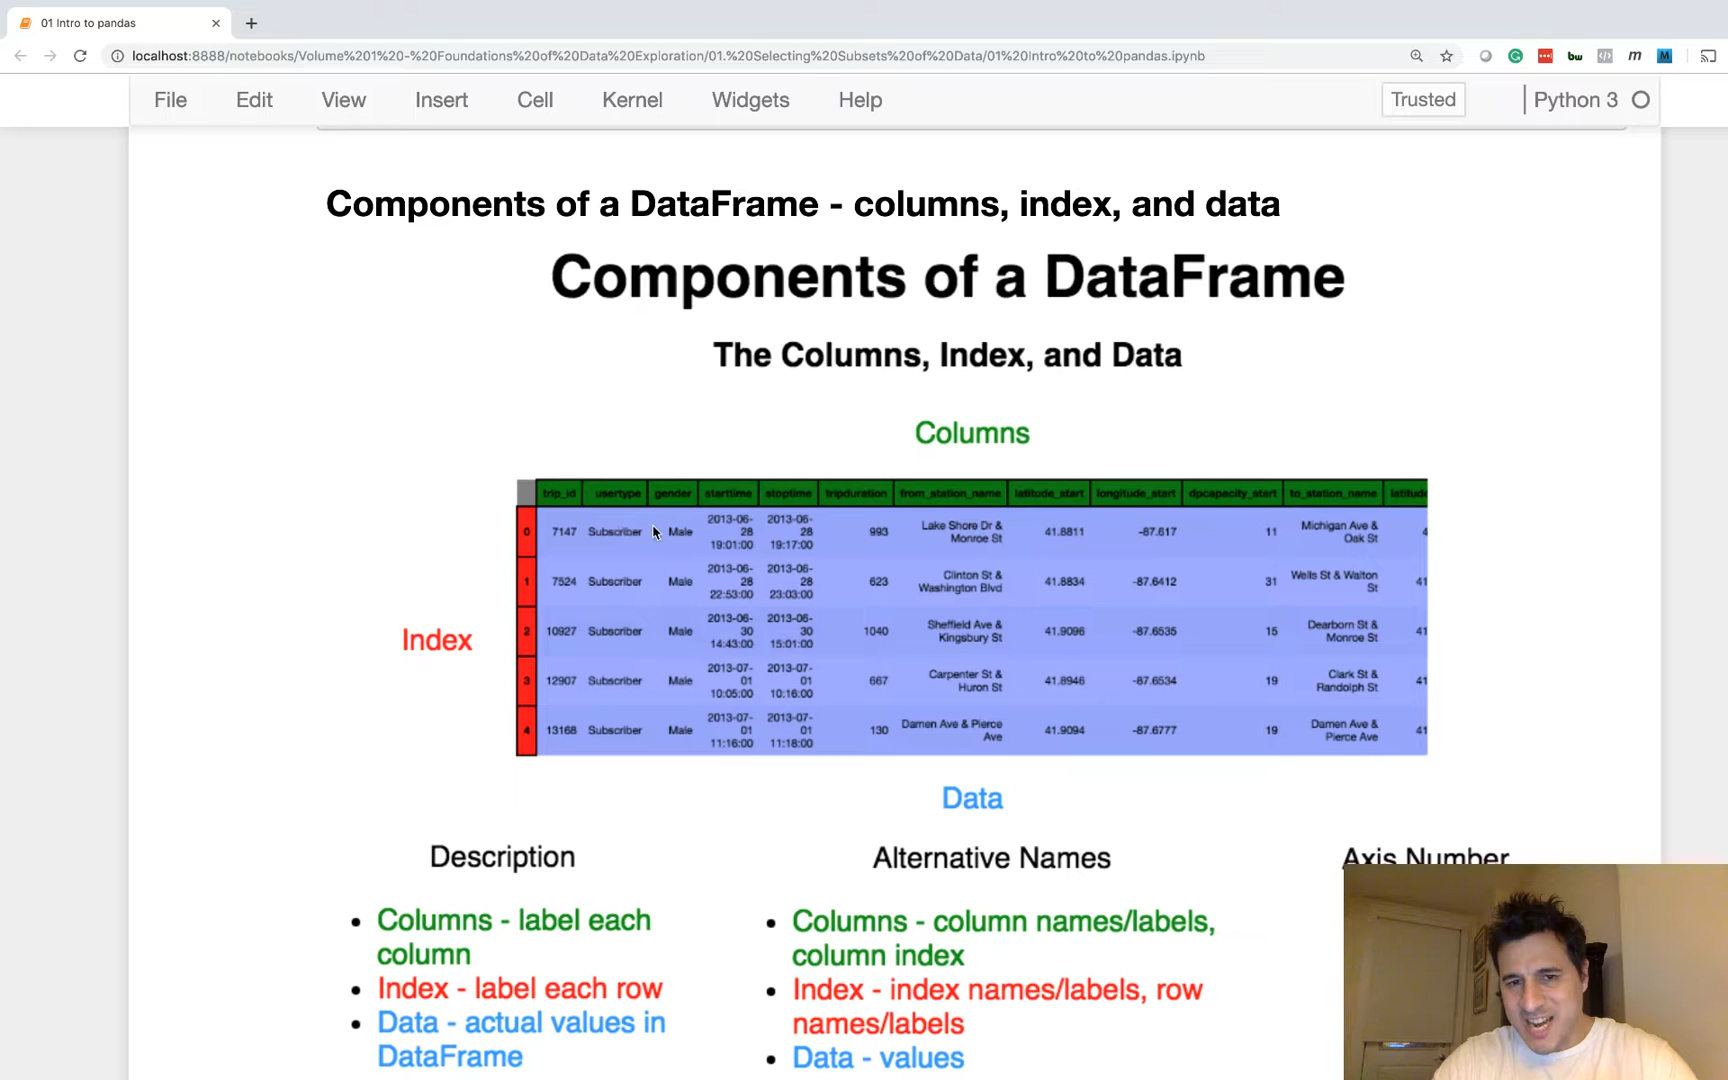 01 Intro to pandas
localhost:8888/notebooks/Volume%201%20-%20Foundations%20of%20Data%20Exploration/01.%20Selecting%20Subsets%20of%20Data/01%20Intro%20to%20pandas.ipynb
File Edit View Insert Cell Kernel Widgets Help Trusted Python 3
Components of a DataFrame - columns, index, and data
Components of a DataFrame
The Columns, Index, and Data
Columns
trip_id usertype gender starttime stoptime tripduration from_station_name latitude_start longitude_start dpcapacity_start to_station_name latitude
2013-06- 2013-06- Lake Shore Dr & Michigan Ave &
0 7147 Subscriber Male 28 28 993 41.8811 -87.617 11 4
19:01:00 19:17:00 Monroe St Oak St
2013-06- 2013-06- Clinton St & Wells St & Walton
1 7524 Subscriber Male 28 28 623 41.8834 -87.6412 31 41
22:53:00 23:03:00 Washington Blvd St
2013-06- 2013-06- Sheffield Ave & Dearborn St &
2 10927 Subscriber Male 30 30 1040 41.9096 -87.6535 15 41
14:43:00 15:01:00 Kingsbury St Monroe St
2013-07- 2013-07- Carpenter St & Clark St &
3 12907 Subscriber Male 01 01 667 41.8946 -87.6534 19 41
10:05:00 10:16:00 Huron St Randolph St
2013-07- 2013-07- Damen Ave & Pierce Damen Ave &
4 13168 Subscriber Male 01 01 130 41.9094 -87.6777 19 41
11:16:00 11:18:00 Ave Pierce Ave
Index
Data
Description
• Columns - label each
column
• Index - label each row
• Data - actual values in
DataFrame
Alternative Names
• Columns - column names/labels,
column index
• Index - index names/labels, row
names/labels
• Data - values
Axis Number